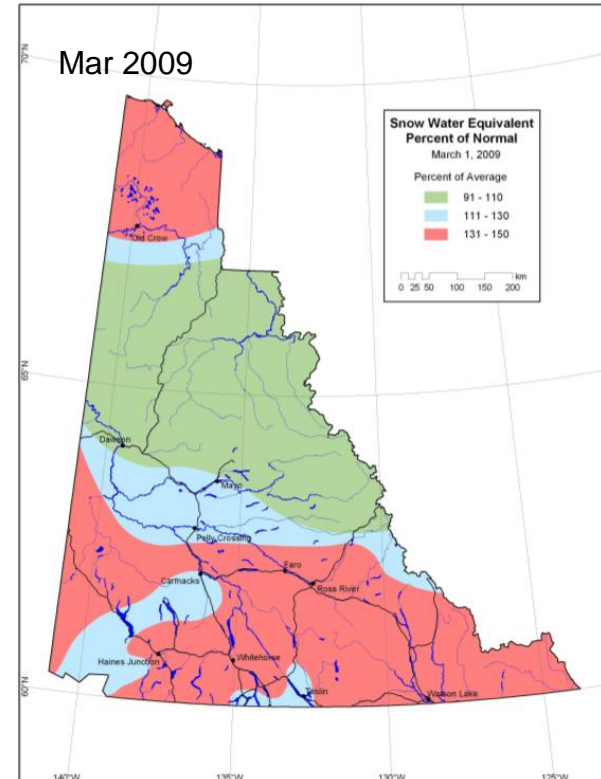 Mar 2009
70°N
Snow Water Equivalent
Percent of Normal
March 1, 2009
Percent of Average
91 - 110
111 - 130
131 - 150
km
0 25 50 100 150 200
Old Crow
65°N
Dawson
Mayo
Pelly Crossing
Faro
Carmacks
Ross River
Haines Junction
Whitehorse
Teslin
Watson Lake
60°N
140°W
135°W
130°W
125°W